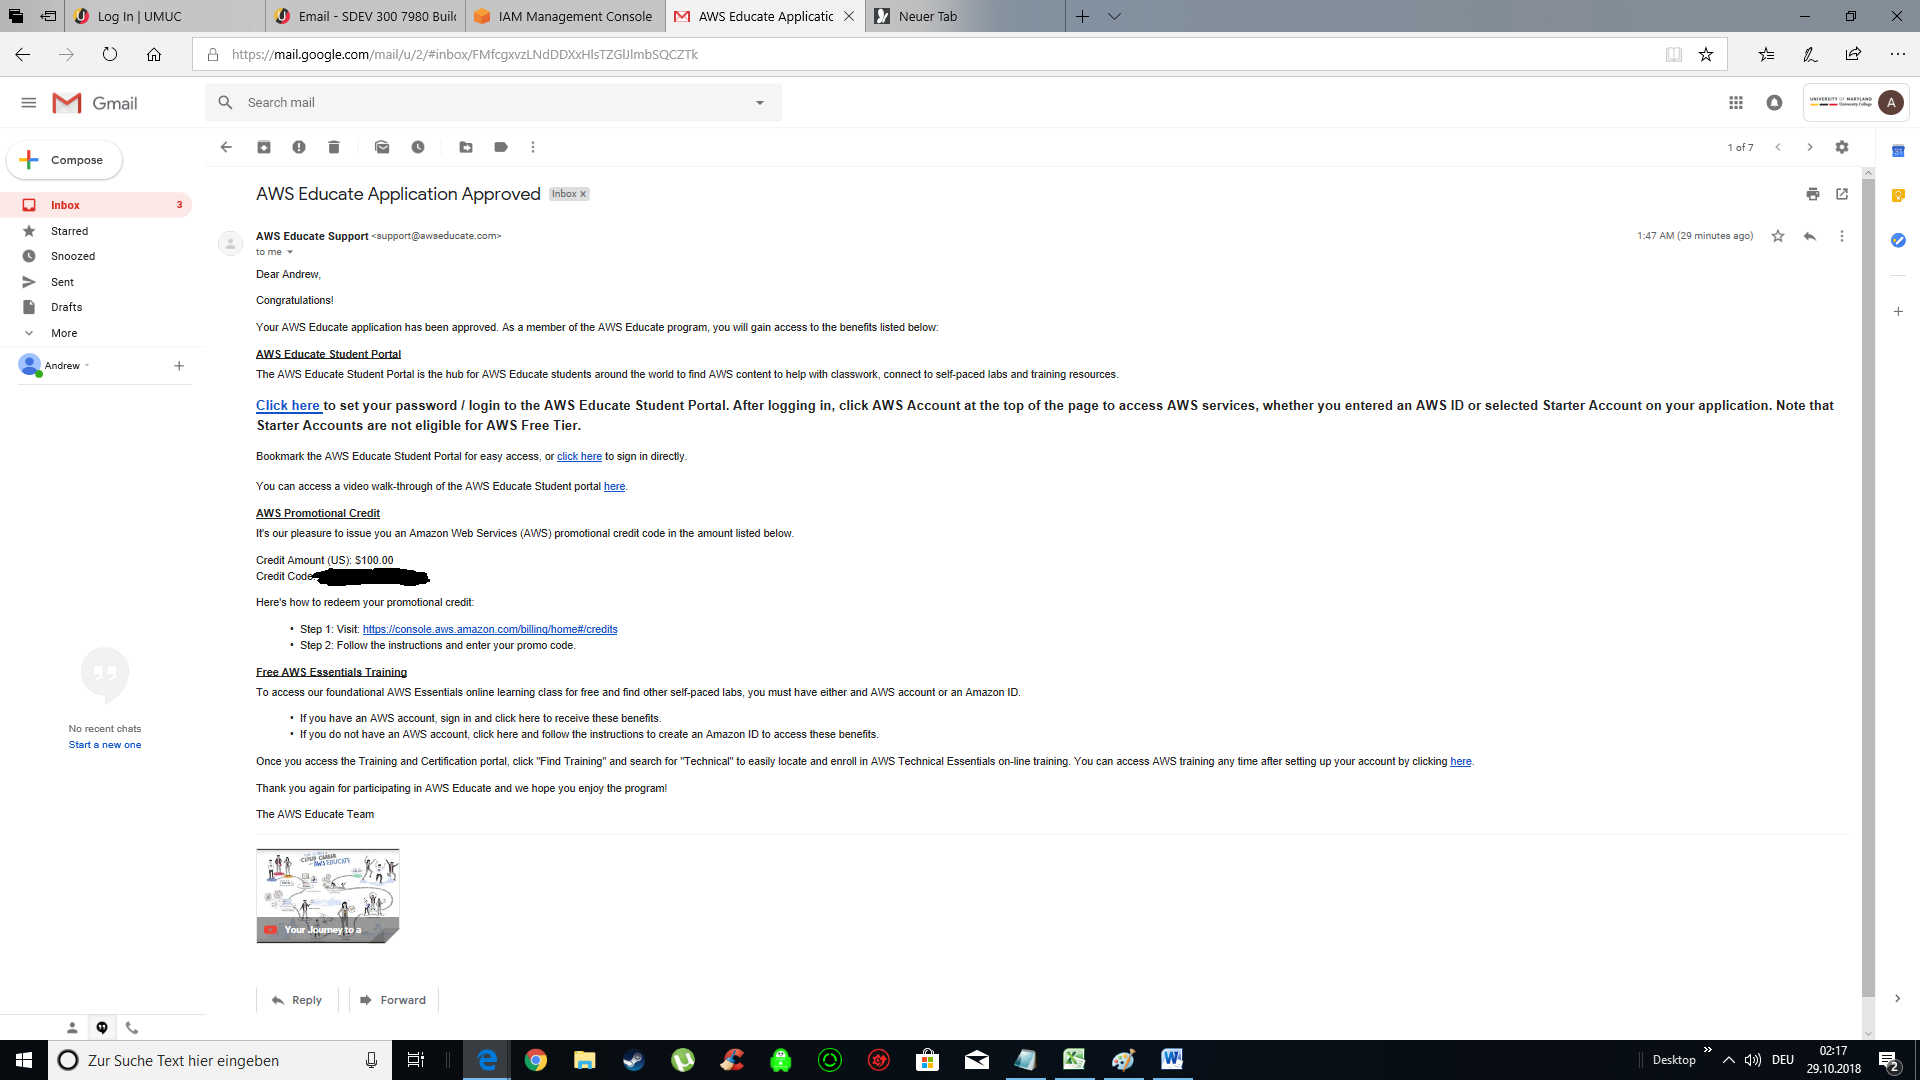 Log In | UMUC
Email - SDEV 300 7980 Builc
IAM Management Console
AWS Educate Applicatic
Neuer Tab
https://mail.google.com/mail/u/2/#inbox/
Gmail
Search mail
UNIVERSITY OF MARYLAND
University College
A
Compose
1 of 7
Inbox 3
Starred
Snoozed
Sent
Drafts
More
Andrew
No recent chats
Start a new one
AWS Educate Application Approved Inbox x
AWS Educate Support <support@awseducate.com>
1:47 AM (29 minutes ago)
to me
Dear Andrew,
Congratulations!
Your AWS Educate application has been approved. As a member of the AWS Educate program, you will gain access to the benefits listed below:
AWS Educate Student Portal
The AWS Educate Student Portal is the hub for AWS Educate students around the world to find AWS content to help with classwork, connect to self-paced labs and training resources.
Click here to set your password / login to the AWS Educate Student Portal. After logging in, click AWS Account at the top of the page to access AWS services, whether you entered an AWS ID or selected Starter Account on your application. Note that
Starter Accounts are not eligible for AWS Free Tier.
Bookmark the AWS Educate Student Portal for easy access, or click here to sign in directly.
You can access a video walk-through of the AWS Educate Student portal here.
AWS Promotional Credit
It's our pleasure to issue you an Amazon Web Services (AWS) promotional credit code in the amount listed below.
Credit Amount (US): $100.00
Credit Code
Here's how to redeem your promotional credit:
• Step 1: Visit: https://console.aws.amazon.com/billing/home#/credits
• Step 2: Follow the instructions and enter your promo code.
Free AWS Essentials Training
To access our foundational AWS Essentials online learning class for free and find other self-paced labs, you must have either and AWS account or an Amazon ID.
• If you have an AWS account, sign in and click here to receive these benefits.
• If you do not have an AWS account, click here and follow the instructions to create an Amazon ID to access these benefits.
Once you access the Training and Certification portal, click "Find Training" and search for "Technical" to easily locate and enroll in AWS Technical Essentials on-line training. You can access AWS training any time after setting up your account by clicking here.
Thank you again for participating in AWS Educate and we hope you enjoy the program!
The AWS Educate Team
CLOUD CAREER
AWS EDUCATE
Your Journey to a
Reply
Forward
Zur Suche Text hier eingeben
Desktop
DEU
02:17
29.10.2018
2